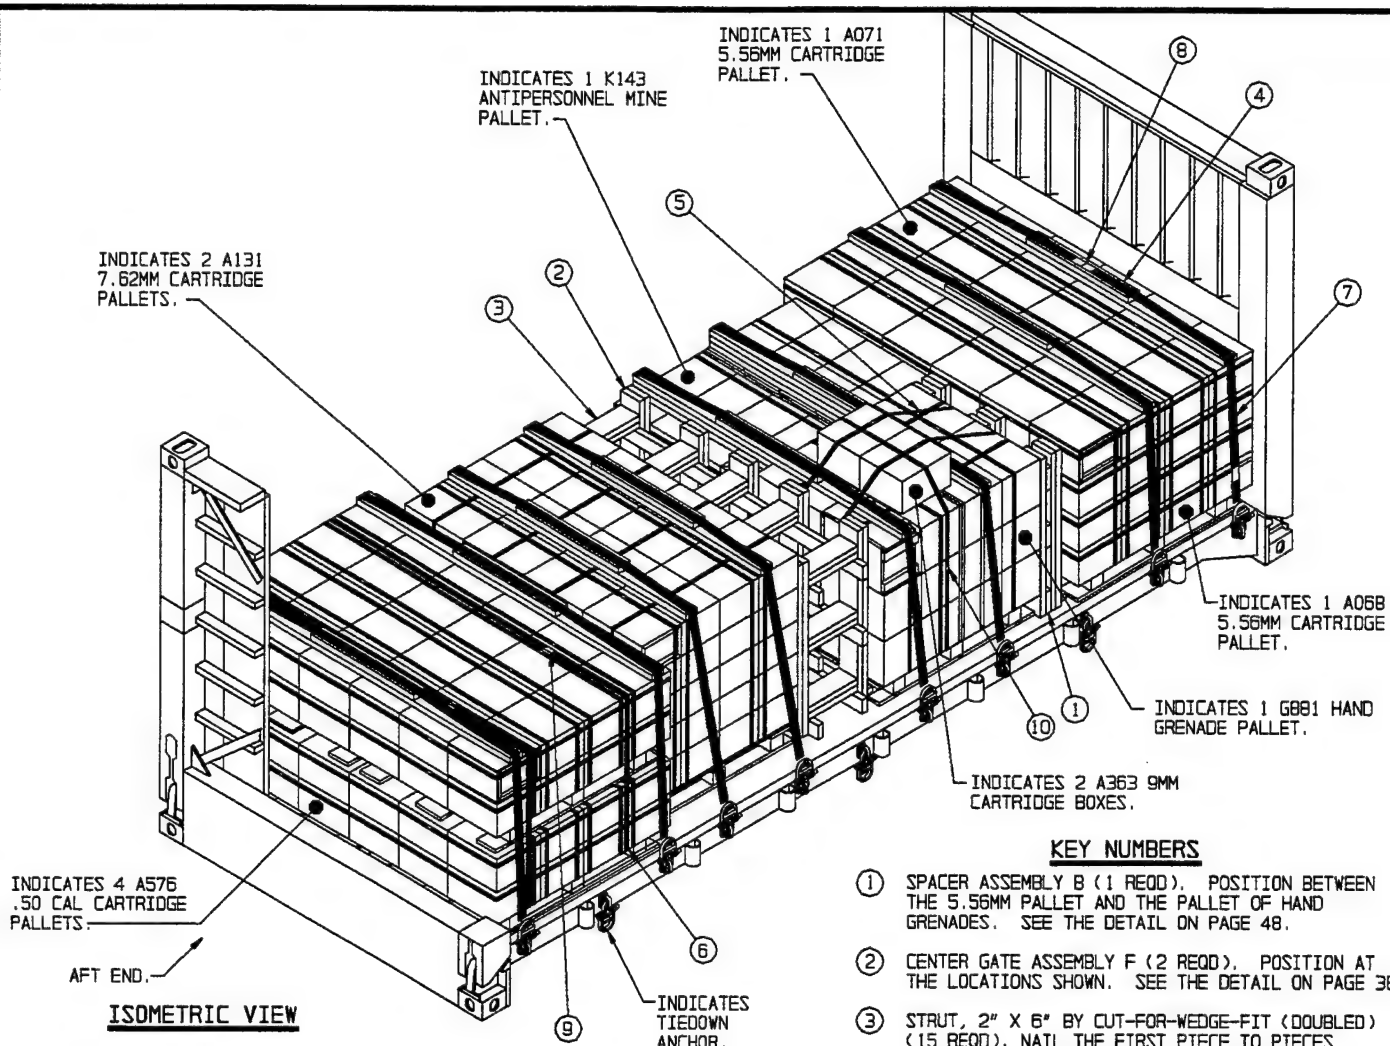 INDICATES 1 A071
5.56MM CARTRIDGE
PALLET.
8
INDICATES 1 K143
ANTIPERSONNEL MINE
PALLET.
4
5
INDICATES 2 A131
7.62MM CARTRIDGE
PALLETS.
2
7
3
INDICATES 1 A068
5.56MM CARTRIDGE
PALLET.
INDICATES 1 G881 HAND
GRENADE PALLET.
1
10
INDICATES 2 A363 9MM
CARTRIDGE BOXES.
INDICATES 4 A576
.50 CAL CARTRIDGE
PALLETS.
AFT END.
6
9
INDICATES
TIEDOWN
ANCHOR.
ISOMETRIC VIEW
KEY NUMBERS
1 SPACER ASSEMBLY B (1 REQD). POSITION BETWEEN
THE 5.56MM PALLET AND THE PALLET OF HAND
GRENADES. SEE THE DETAIL ON PAGE 48.
2 CENTER GATE ASSEMBLY F (2 REQD). POSITION AT
THE LOCATIONS SHOWN. SEE THE DETAIL ON PAGE
3 STRUT, 2" X 6" BY CUT-FOR-WEDGE-FIT (DOUBLED)
(15 REQD). NAIL THE FIRST PIECE TO PIECES